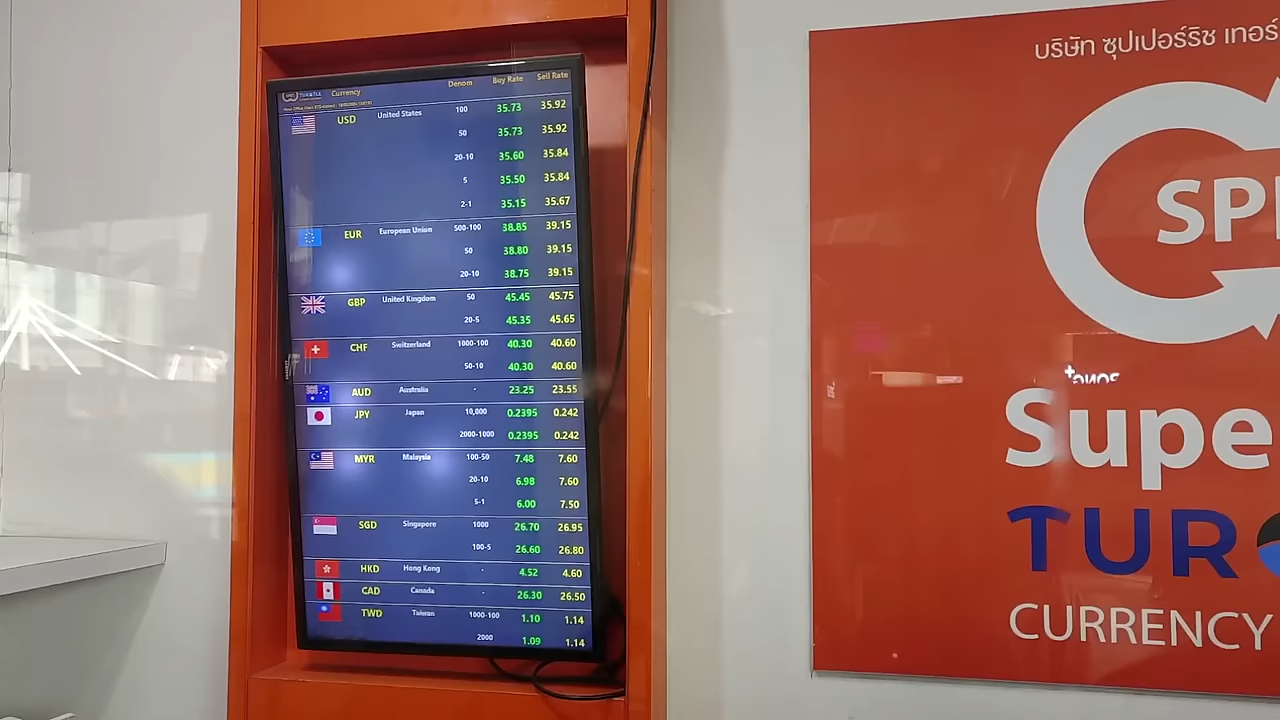 TURTLE Currency Denom Buy Rate Sell Rate
USD United States 100 35.73 35.92
50 35.73 35.92
20-10 35.60 35.84
5 35.50 35.84
2-1 35.15 35.67
EUR European Union 500-100 38.85 39.15
50 38.80 39.15
20-10 38.75 39.15
GBP United Kingdom 50 45.45 45.75
20-5 45.35 45.65
CHF Switzerland 1000-100 40.30 40.60
50-10 40.30 40.60
AUD Australia - 23.25 23.55
JPY Japan 10,000 0.2395 0.242
2000-1000 0.2395 0.242
MYR Malaysia 100-50 7.48 7.60
20-10 6.98 7.60
5-1 6.00 7.50
SGD Singapore 1000 26.70 26.95
100-5 26.60 26.80
HKD Hong Kong - 4.52 4.60
CAD Canada - 26.30 26.50
TWD Taiwan 1000-100 1.10 1.14
2000 1.09 1.14
บริษัท ซุปเปอร์ริช เทอร์
SP
Supe
TUR
CURRENCY